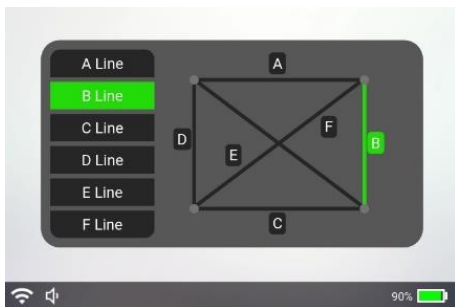 A Line
B Line
C Line
D Line
E Line
F Line
A
F
D
E
B
C
90%